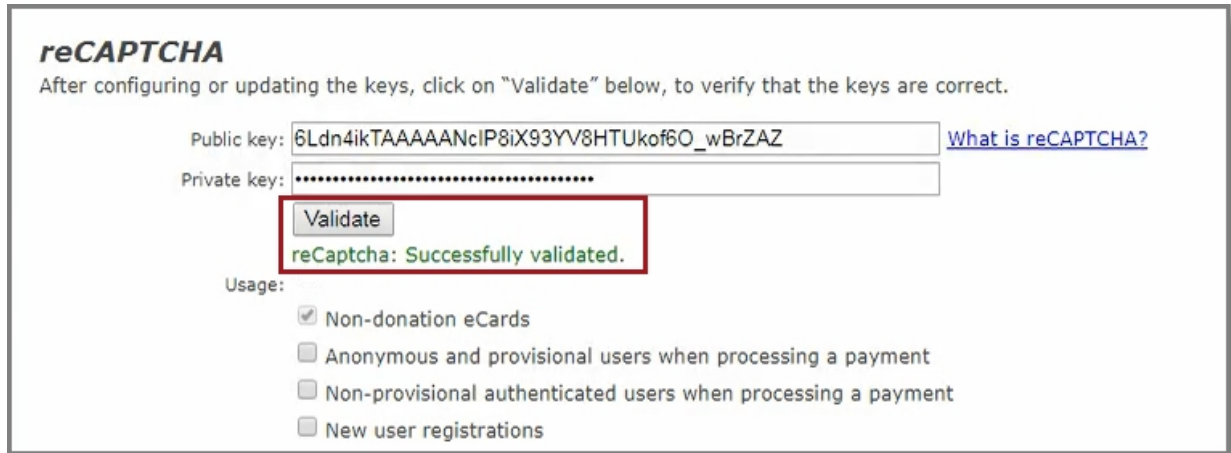 reCAPTCHA
After configuring or updating the keys, click on “Validate” below, to verify that the keys are correct.
Public key: 6Ldn4ikTAAAAANclP8iX93YV8HTUkof6O_wBrZAZ What is reCAPTCHA?
Private key: ••••••••••••••••••••••••••••••••••••••••
Validate
reCaptcha: Successfully validated.
Usage:
Non-donation eCards
Anonymous and provisional users when processing a payment
Non-provisional authenticated users when processing a payment
New user registrations